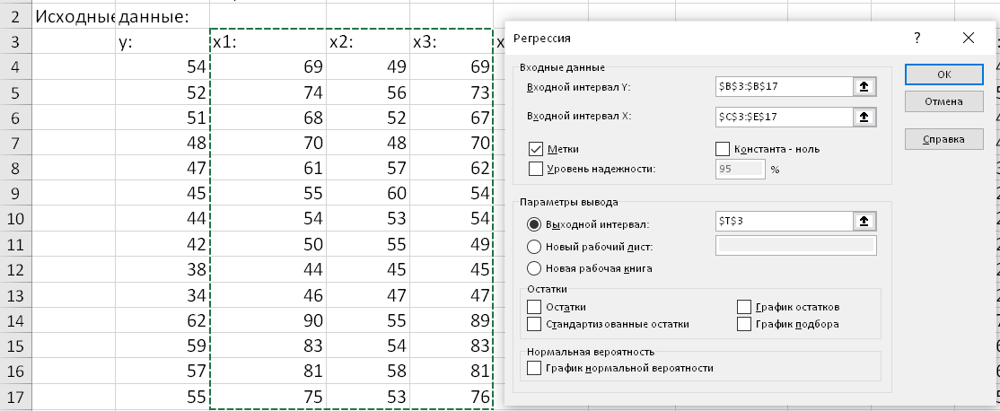 2 Исходные данные:
3 y: x1: x2: x3: x
4 54 69 49 69
5 52 74 56 73
6 51 68 52 67
7 48 70 48 70
8 47 61 57 62
9 45 55 60 54
10 44 54 53 54
11 42 50 55 49
12 38 44 45 45
13 34 46 47 47
14 62 90 55 89
15 59 83 54 83
16 57 81 58 81
17 55 75 53 76
Регрессия ?
Входные данные
Входной интервал Y: $B$3:$B$17
Входной интервал X: $C$3:$E$17
Метки Константа - ноль
Уровень надежности: 95 %
Параметры вывода
Выходной интервал: $T$3
Новый рабочий лист:
Новая рабочая книга
Остатки
Остатки График остатков
Стандартизованные остатки График подбора
Нормальная вероятность
График нормальной вероятности
OK
Отмена
Справка